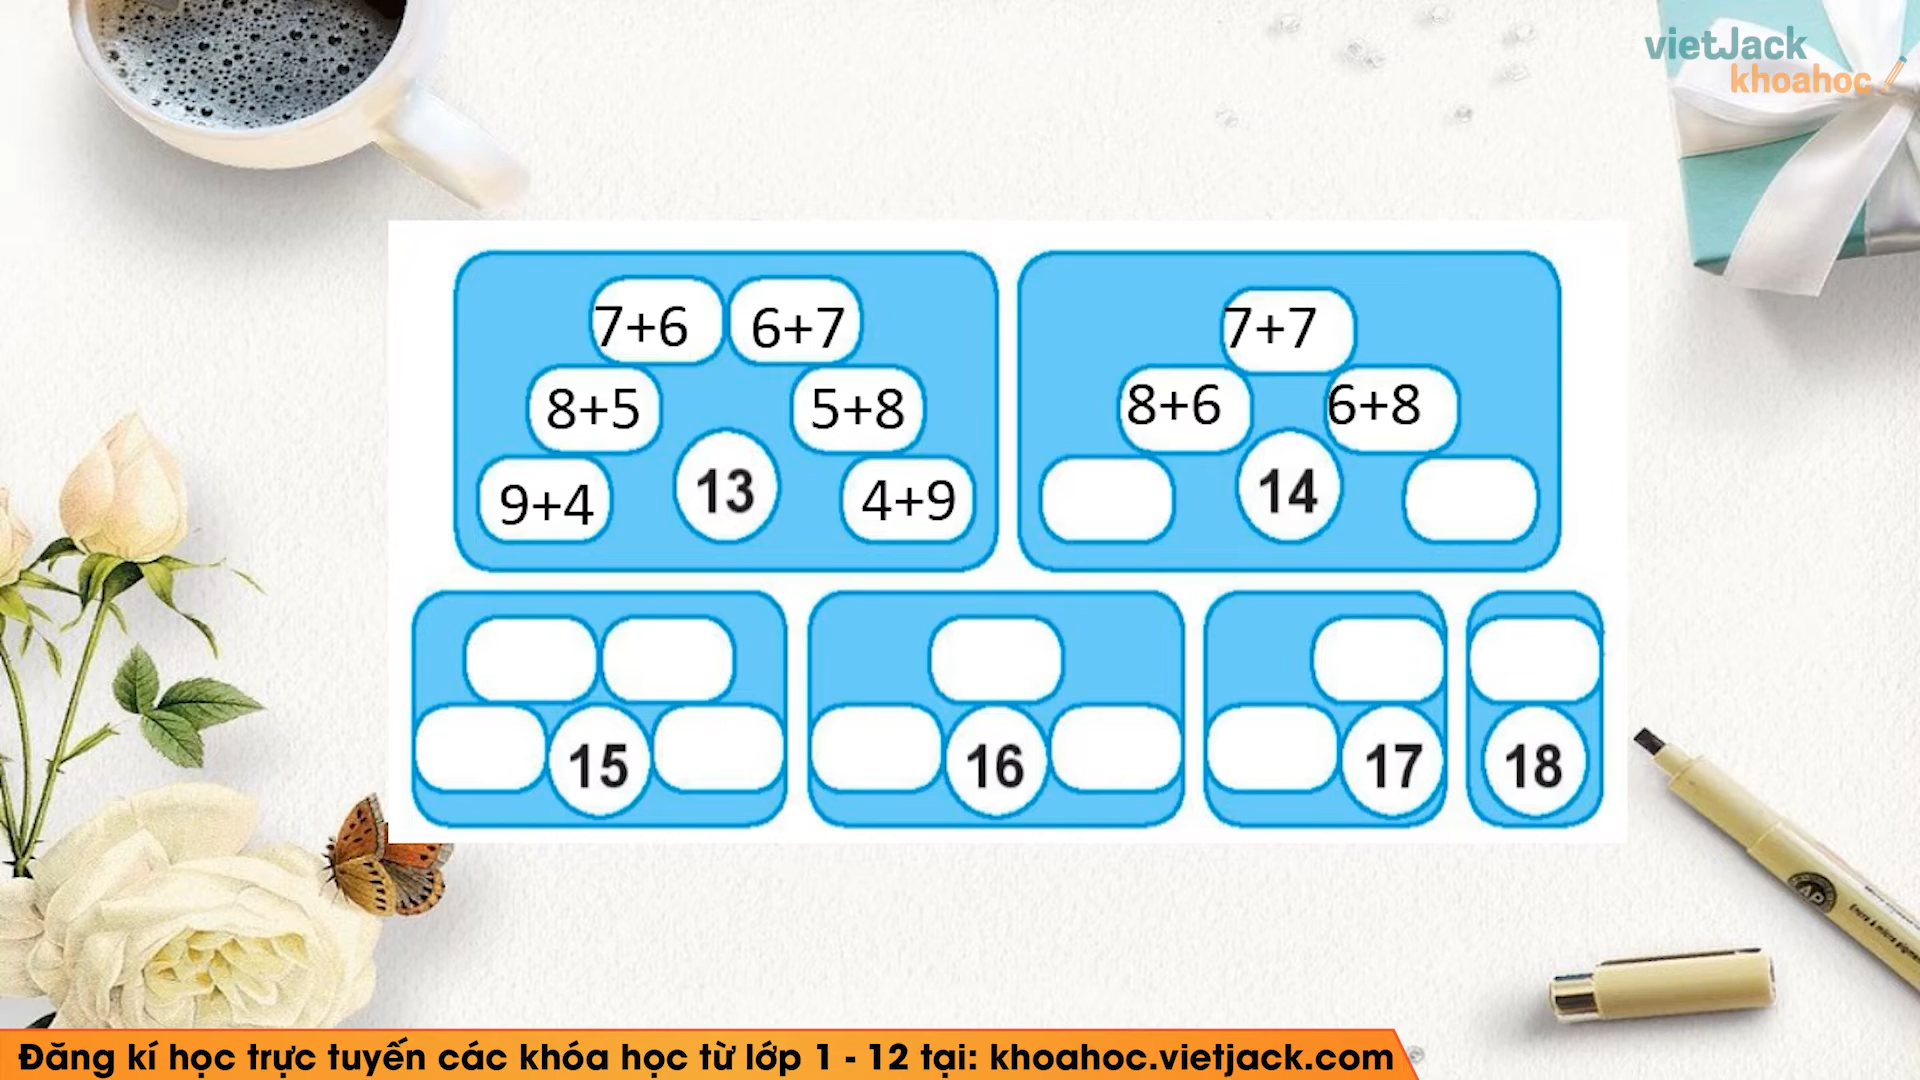 vietJack
khoahoc
7+6 6+7
8+5 5+8
9+4 13 4+9
7+7
8+6 6+8
14
15 16 17 18
Đăng kí học trực tuyến các khóa học từ lớp 1 - 12 tại: khoahoc.vietjack.com